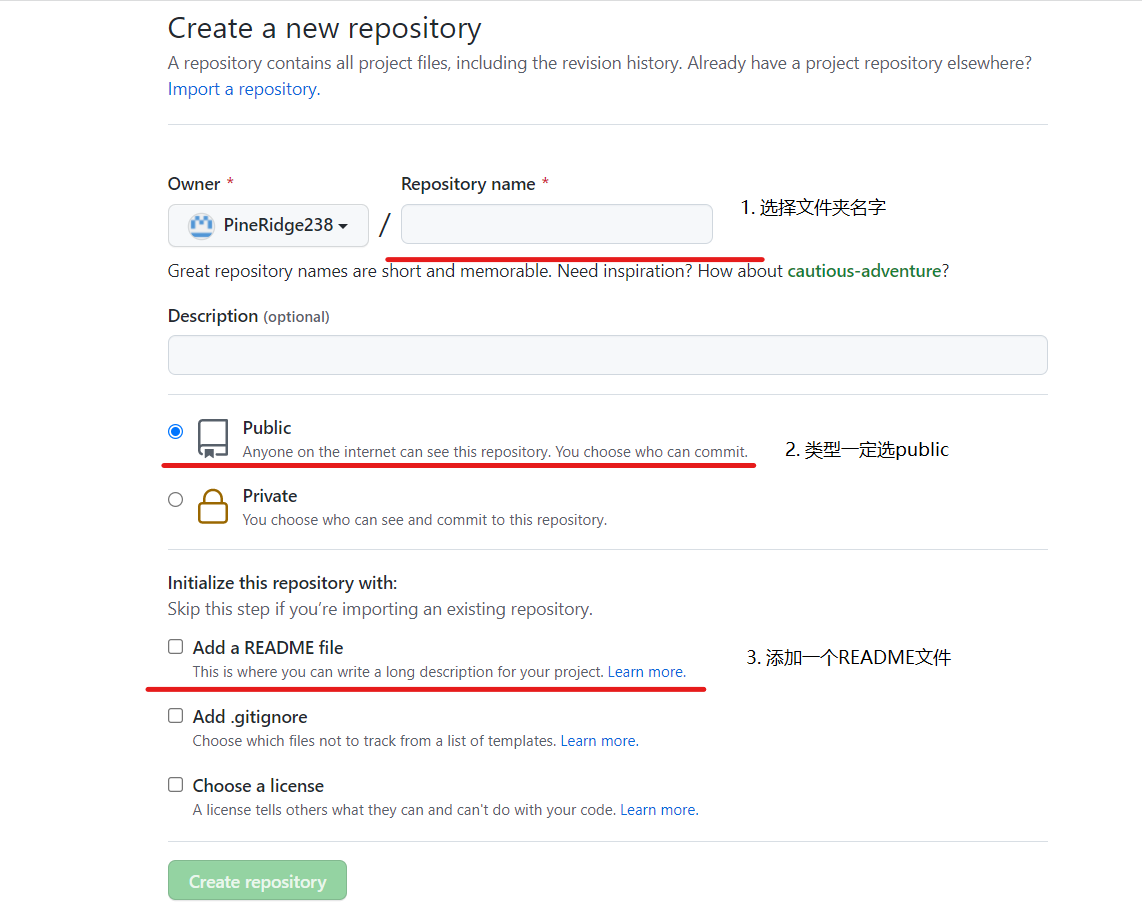 Create a new repository
A repository contains all project files, including the revision history. Already have a project repository elsewhere?
Import a repository.
Owner *
Repository name *
PineRidge238
/
1. 选择文件夹名字
Great repository names are short and memorable. Need inspiration? How about cautious-adventure?
Description (optional)
Public
Anyone on the internet can see this repository. You choose who can commit.
2. 类型一定选public
Private
You choose who can see and commit to this repository.
Initialize this repository with:
Skip this step if you’re importing an existing repository.
Add a README file
This is where you can write a long description for your project. Learn more.
3. 添加一个README文件
Add .gitignore
Choose which files not to track from a list of templates. Learn more.
Choose a license
A license tells others what they can and can't do with your code. Learn more.
Create repository